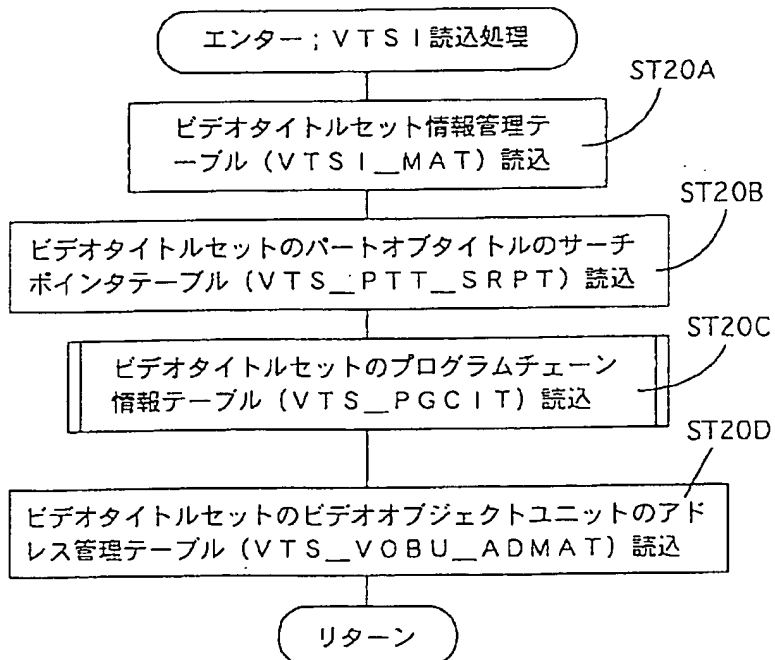 エンター；ＶＴＳＩ読込処理
ST20A
ビデオタイトルセット情報管理テ
ーブル（ＶＴＳＩ＿ＭＡＴ）読込
ST20B
ビデオタイトルセットのパートオブタイトルのサーチ
ポインタテーブル（ＶＴＳ＿ＰＴＴ＿ＳＲＰＴ）読込
ST20C
ビデオタイトルセットのプログラムチェーン
情報テーブル（ＶＴＳ＿ＰＧＣＩＴ）読込
ST20D
ビデオタイトルセットのビデオオブジェクトユニットのアド
レス管理テーブル（ＶＴＳ＿ＶＯＢＵ＿ＡＤＭＡＴ）読込
リターン